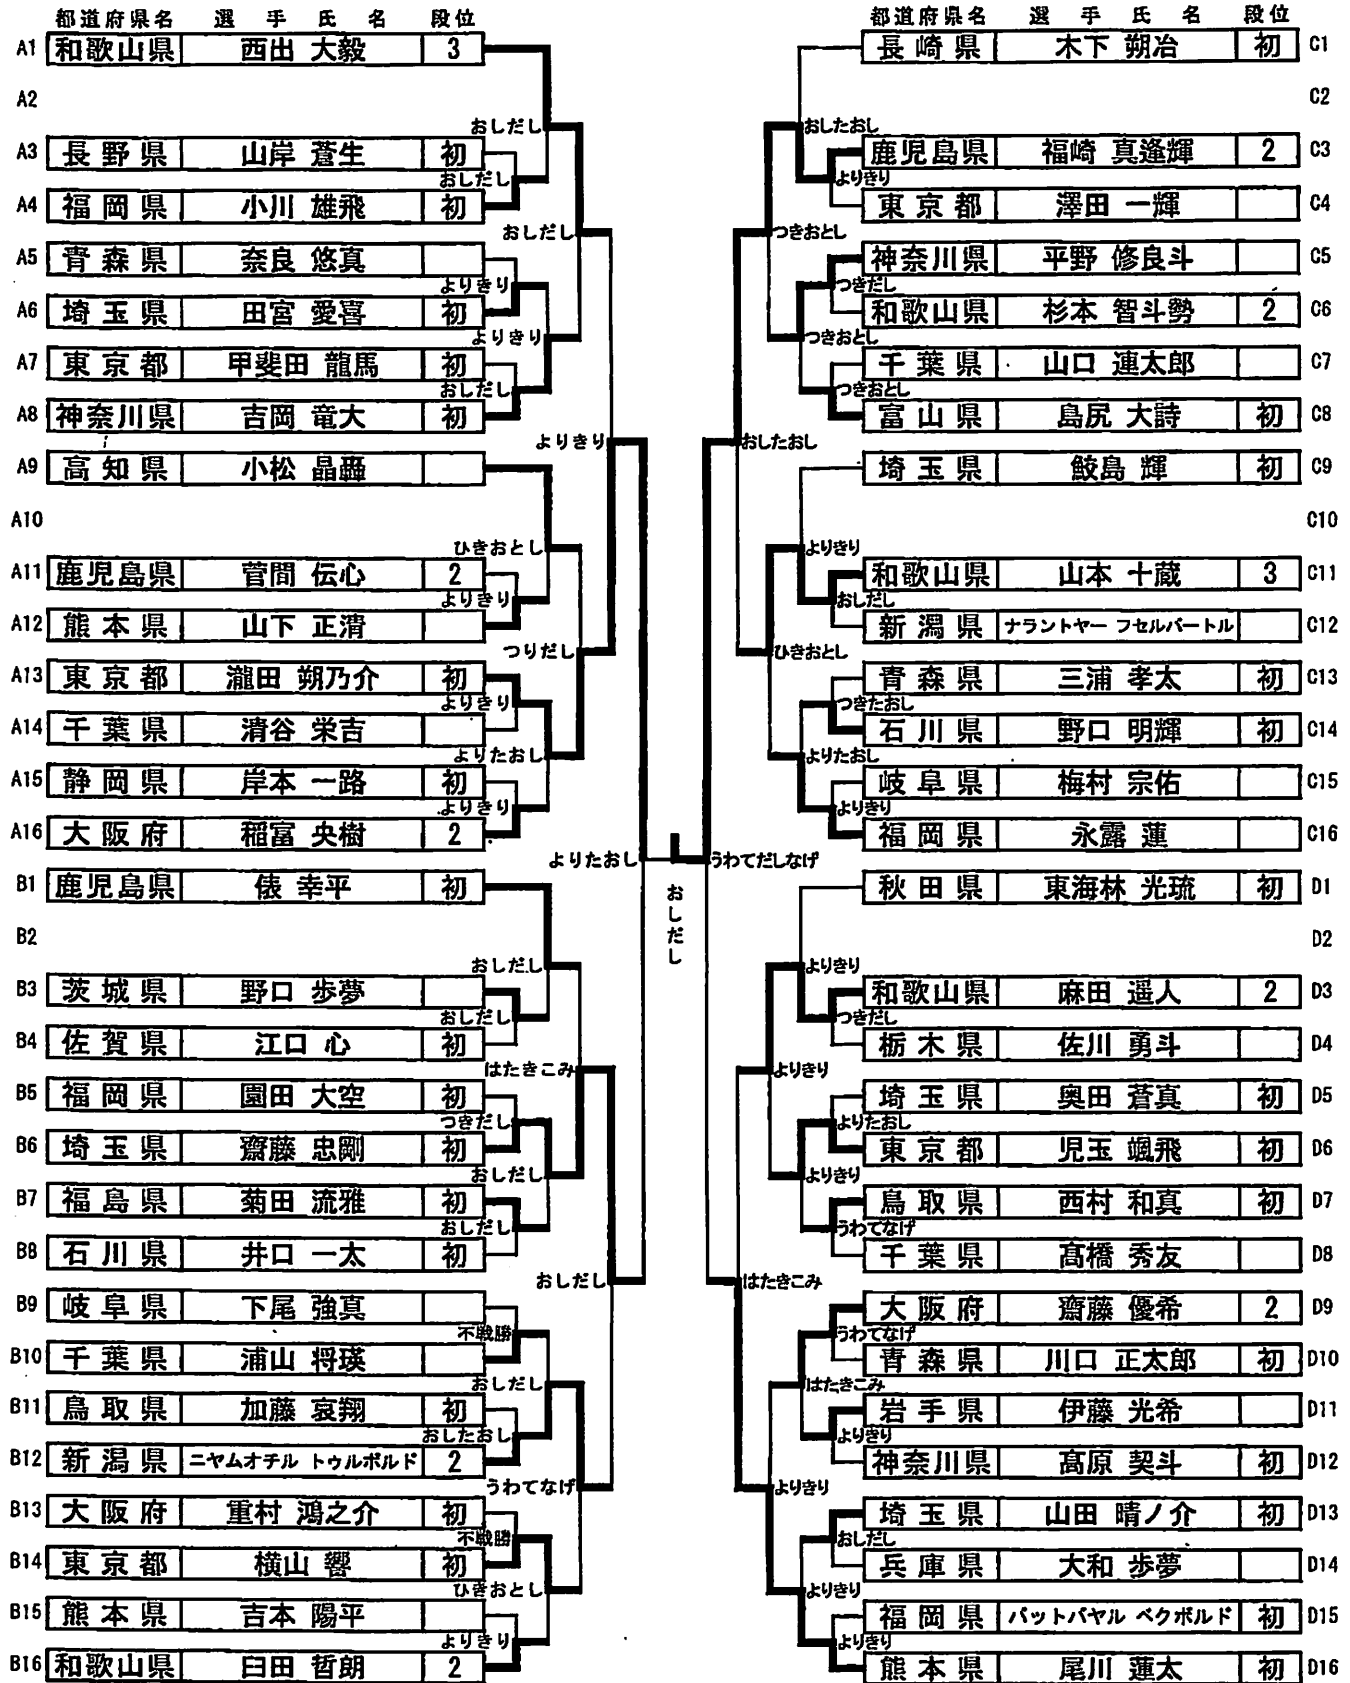 都道府県名 選手氏名 段位
A1 和歌山県 西出 大毅 3
A2
おしだし
A3 長野県 山岸 蒼生 初
おしだし
A4 福岡県 小川 雄飛 初
おしだし
A5 青森県 奈良 悠真
よりきり
A6 埼玉県 田宮 愛喜 初
よりきり
A7 東京都 甲斐田 龍馬 初
おしだし
A8 神奈川県 吉岡 竜大 初
よりきり
A9 高知県 小松 晶轟
A10
ひきおとし
A11 鹿児島県 菅間 伝心 2
よりきり
A12 熊本県 山下 正清
つりだし
A13 東京都 瀧田 朔乃介 初
よりきり
A14 千葉県 清谷 栄吉
よりたおし
A15 静岡県 岸本 一路 初
よりきり
A16 大阪府 稲富 央樹 2
よりたおし
B1 鹿児島県 俵 幸平 初
B2
おしだし
B3 茨城県 野口 歩夢
おしだし
B4 佐賀県 江口 心 初
はたきこみ
B5 福岡県 園田 大空 初
つきだし
B6 埼玉県 齋藤 忠剛 初
おしだし
B7 福島県 菊田 流雅 初
おしだし
B8 石川県 井口 一太 初
おしだし
B9 岐阜県 下尾 強真
不戦勝
B10 千葉県 浦山 将瑛
おしだし
B11 鳥取県 加藤 哀翔 初
おしたおし
B12 新潟県 ニヤムオチル トゥルボルド 2
うわてなげ
B13 大阪府 重村 鴻之介 初
不戦勝
B14 東京都 横山 響 初
ひきおとし
B15 熊本県 吉本 陽平
よりきり
B16 和歌山県 臼田 哲朗 2
おしだし
都道府県名 選手氏名 段位
長崎県 木下 朔冶 初 C1
C2
おしたおし
鹿児島県 福崎 真逢輝 2 C3
よりきり
東京都 澤田 一輝 C4
つきおとし
神奈川県 平野 修良斗 C5
つきだし
和歌山県 杉本 智斗勢 2 C6
つきおとし
千葉県 山口 連太郎 C7
つきおとし
富山県 島尻 大詩 初 C8
おしたおし
埼玉県 鮫島 輝 初 C9
C10
よりきり
和歌山県 山本 十蔵 3 C11
おしだし
新潟県 ナラントヤー フセルバートル C12
ひきおとし
青森県 三浦 孝太 初 C13
つきたおし
石川県 野口 明輝 初 C14
よりたおし
岐阜県 梅村 宗佑 C15
よりきり
福岡県 永露 蓮 C16
うわてだしなげ
秋田県 東海林 光琉 初 D1
D2
よりきり
和歌山県 麻田 遥人 2 D3
つきだし
栃木県 佐川 勇斗 D4
よりきり
埼玉県 奥田 蒼真 初 D5
よりたおし
東京都 児玉 颯飛 初 D6
よりきり
鳥取県 西村 和真 初 D7
うわてなげ
千葉県 髙橋 秀友 D8
はたきこみ
大阪府 齋藤 優希 2 D9
うわてなげ
青森県 川口 正太郎 初 D10
はたきこみ
岩手県 伊藤 光希 D11
よりきり
神奈川県 髙原 契斗 初 D12
よりきり
埼玉県 山田 晴ノ介 初 D13
おしだし
兵庫県 大和 歩夢 D14
よりきり
福岡県 バットバヤル ベクボルド 初 D15
よりきり
熊本県 尾川 蓮太 初 D16